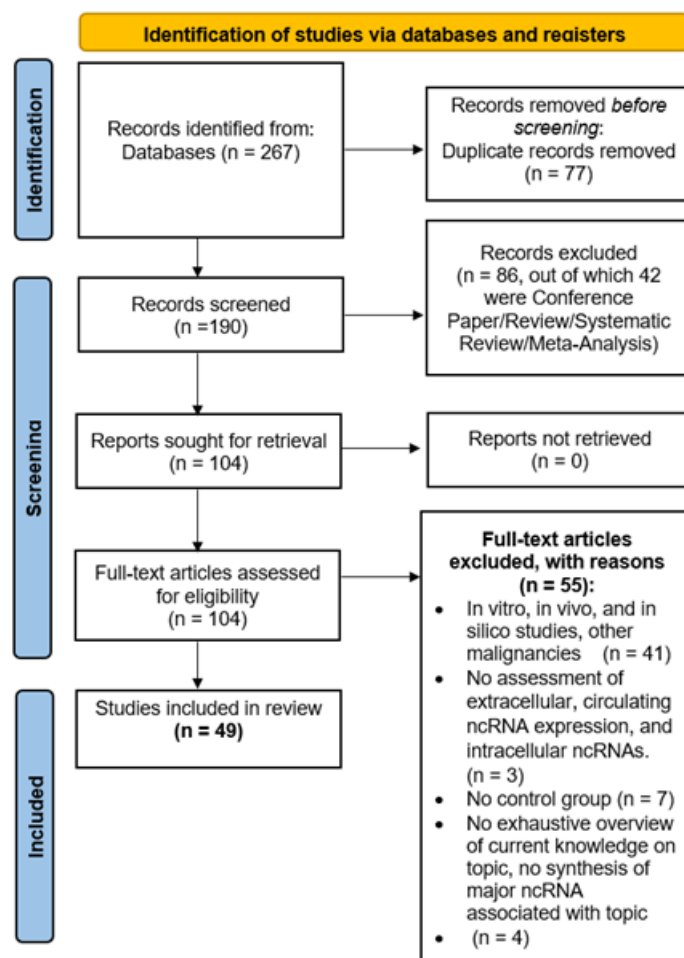 Identification of studies via databases and registers
Identification
Records identified from:
Databases (n = 267)
Records removed before
screening:
Duplicate records removed
(n = 77)
Screening
Records screened
(n =190)
Records excluded
(n = 86, out of which 42
were Conference
Paper/Review/Systematic
Review/Meta-Analysis)
Reports sought for retrieval
(n = 104)
Reports not retrieved
(n = 0)
Full-text articles assessed
for eligibility
(n = 104)
Full-text articles
excluded, with reasons
(n = 55):
• In vitro, in vivo, and in
silico studies, other
malignancies (n = 41)
• No assessment of
extracellular, circulating
ncRNA expression, and
intracellular ncRNAs.
(n = 3)
• No control group (n = 7)
• No exhaustive overview
of current knowledge on
topic, no synthesis of
major ncRNA
associated with topic
• (n = 4)
Included
Studies included in review
(n = 49)